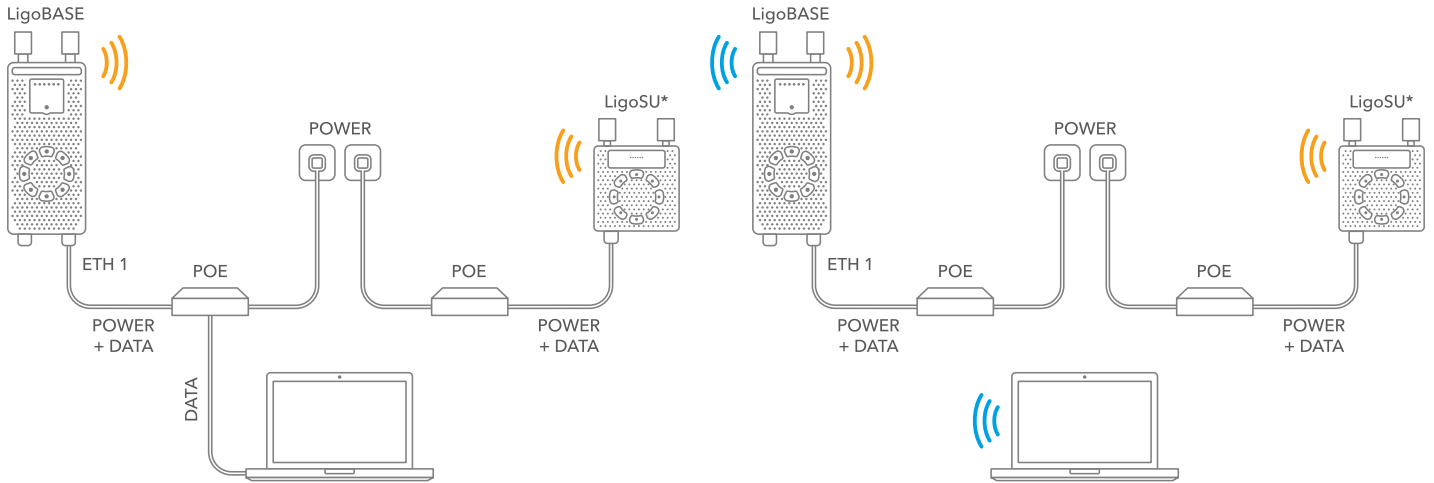 LigoBASE
LigoSU*
POWER
ETH 1
POE
POE
POWER
+ DATA
POWER
+ DATA
DATA
LigoBASE
LigoSU*
POWER
ETH 1
POE
POE
POWER
+ DATA
POWER
+ DATA